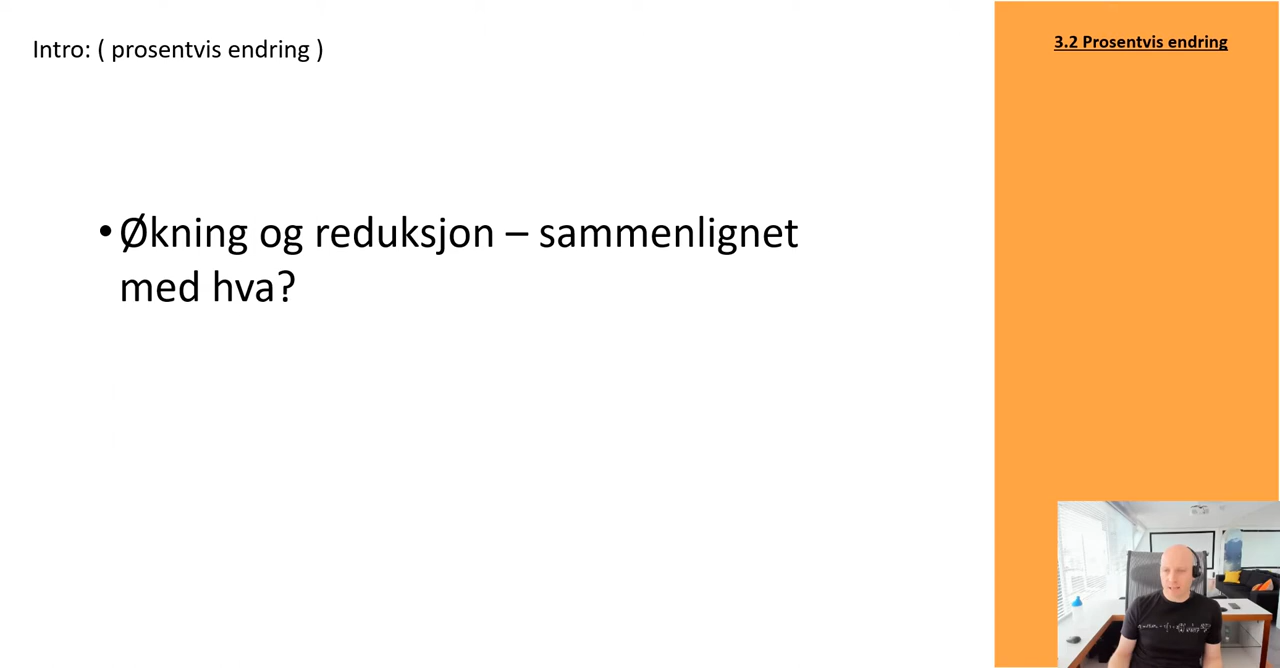 Intro: ( prosentvis endring )
3.2 Prosentvis endring
•Økning og reduksjon – sammenlignet
med hva?